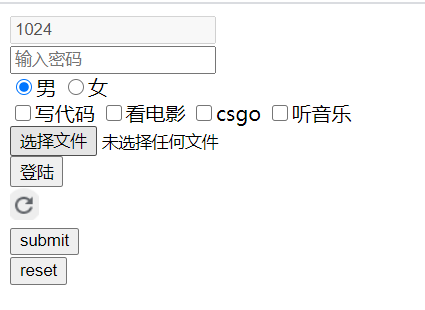 1024
输入密码
男 女
写代码 看电影 csgo 听音乐
选择文件 未选择任何文件
登陆
submit
reset